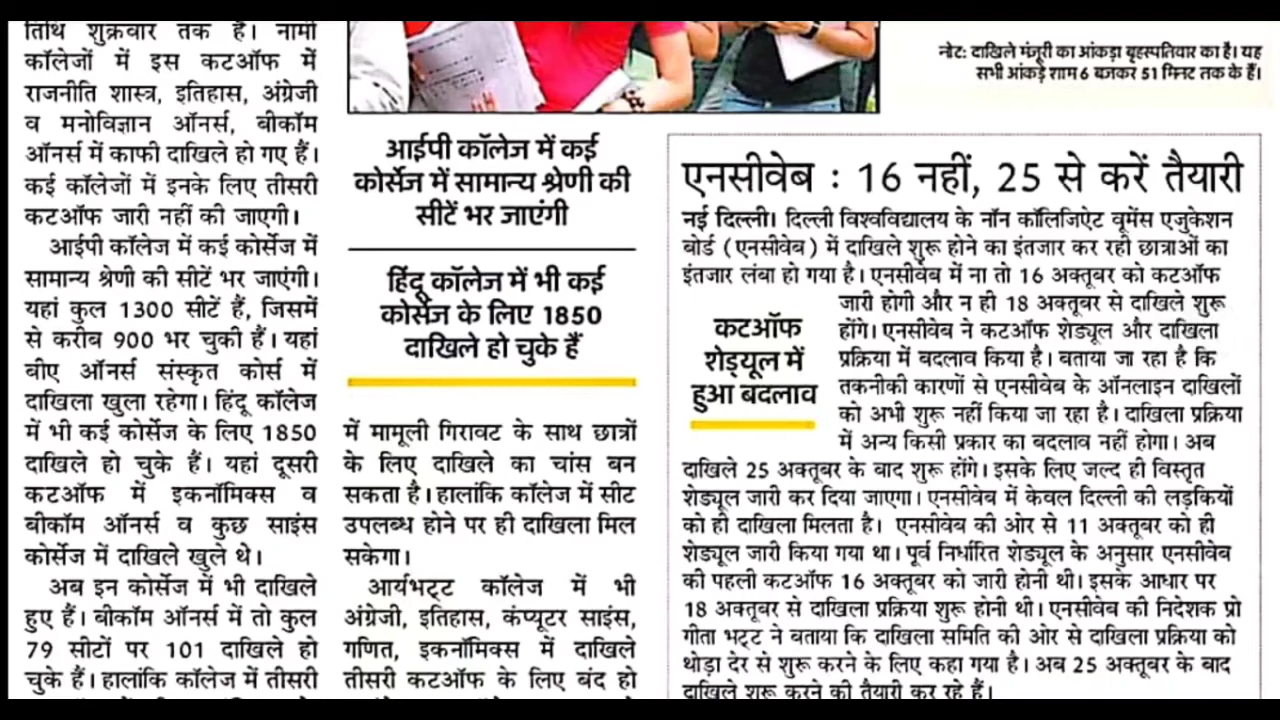 तिथि शुक्रवार तक है। नामी
कॉलेजों में इस कटऑफ में
राजनीति शास्त्र, इतिहास, अंग्रेजी
व मनोविज्ञान ऑनर्स, बीकॉम
ऑनर्स में काफी दाखिले हो गए हैं।
कई कॉलेजों में इनके लिए तीसरी
कटऑफ जारी नहीं की जाएगी।
आईपी कॉलेज में कई कोर्सेज में
सामान्य श्रेणी की सीटें भर जाएंगी।
यहां कुल 1300 सीटें हैं, जिसमें
से करीब 900 भर चुकी हैं। यहां
बीए ऑनर्स संस्कृत कोर्स में
दाखिला खुला रहेगा। हिंदू कॉलेज
में भी कई कोर्सेज के लिए 1850
दाखिले हो चुके हैं। यहां दूसरी
कटऑफ में इकनॉमिक्स व
बीकॉम ऑनर्स व कुछ साइंस
कोर्सेज में दाखिले खुले थे।
अब इन कोर्सेज में भी दाखिले
हुए हैं। बीकॉम ऑनर्स में तो कुल
79 सीटों पर 101 दाखिले हो
चुके हैं। हालांकि कॉलेज में तीसरी
आईपी कॉलेज में कई
कोर्सेज में सामान्य श्रेणी की
सीटें भर जाएंगी
हिंदू कॉलेज में भी कई
कोर्सेज के लिए 1850
दाखिले हो चुके हैं
में मामूली गिरावट के साथ छात्रों
के लिए दाखिले का चांस बन
सकता है। हालांकि कॉलेज में सीट
उपलब्ध होने पर ही दाखिला मिल
सकेगा।
आर्यभट्ट कॉलेज में भी
अंग्रेजी, इतिहास, कंप्यूटर साइंस,
गणित, इकनॉमिक्स में दाखिले
तीसरी कटऑफ के लिए बंद हो
नोट: दाखिले मंजूरी का आंकड़ा बृहस्पतिवार का है। यह
सभी आंकड़े शाम 6 बजकर 51 मिनट तक के हैं।
एनसीवेब : 16 नहीं, 25 से करें तैयारी
नई दिल्ली। दिल्ली विश्वविद्यालय के नॉन कॉलिजिऐट वूमेंस एजुकेशन
बोर्ड (एनसीवेब) में दाखिले शुरू होने का इंतजार कर रही छात्राओं का
इंतजार लंबा हो गया है। एनसीवेब में ना तो 16 अक्तूबर को कटऑफ
जारी होगी और न ही 18 अक्तूबर से दाखिले शुरू
होंगे। एनसीवेब ने कटऑफ शेड्यूल और दाखिला
प्रक्रिया में बदलाव किया है। बताया जा रहा है कि
तकनीकी कारणों से एनसीवेब के ऑनलाइन दाखिलों
को अभी शुरू नहीं किया जा रहा है। दाखिला प्रक्रिया
में अन्य किसी प्रकार का बदलाव नहीं होगा। अब
कटऑफ
शेड्यूल में
हुआ बदलाव
दाखिले 25 अक्तूबर के बाद शुरू होंगे। इसके लिए जल्द ही विस्तृत
शेड्यूल जारी कर दिया जाएगा। एनसीवेब में केवल दिल्ली की लड़कियों
को ही दाखिला मिलता है। एनसीवेब की ओर से 11 अक्तूबर को ही
शेड्यूल जारी किया गया था। पूर्व निर्धारित शेड्यूल के अनुसार एनसीवेब
की पहली कटऑफ 16 अक्तूबर को जारी होनी थी। इसके आधार पर
18 अक्तूबर से दाखिला प्रक्रिया शुरू होनी थी। एनसीवेब की निदेशक प्रो
गीता भट्ट ने बताया कि दाखिला समिति की ओर से दाखिला प्रक्रिया को
थोड़ा देर से शुरू करने के लिए कहा गया है। अब 25 अक्तूबर के बाद
दाखिले शुरू करने की तैयारी कर रहे हैं।